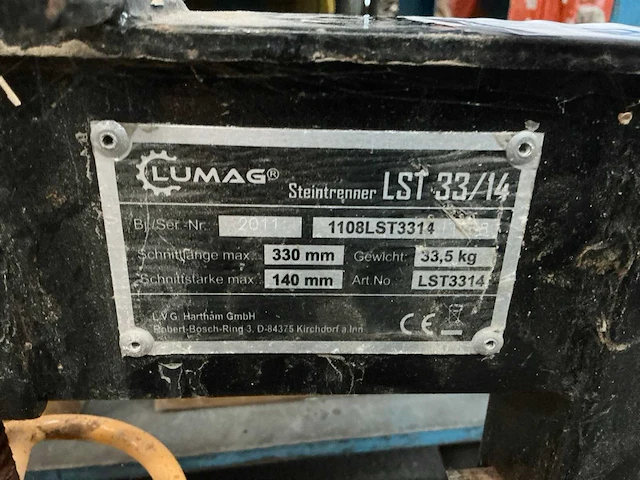 LUMAG® Steintrenner LST 33/14
Bj./Ser.-Nr. 2011 1108LST3314
Schnittlänge max. 330 mm Gewicht: 33,5 kg
Schnittstärke max. 140 mm Art.No. LST3314
L.V.G. Hartham GmbH
Robert-Bosch-Ring 3, D-84375 Kirchdorf a.Inn
CE